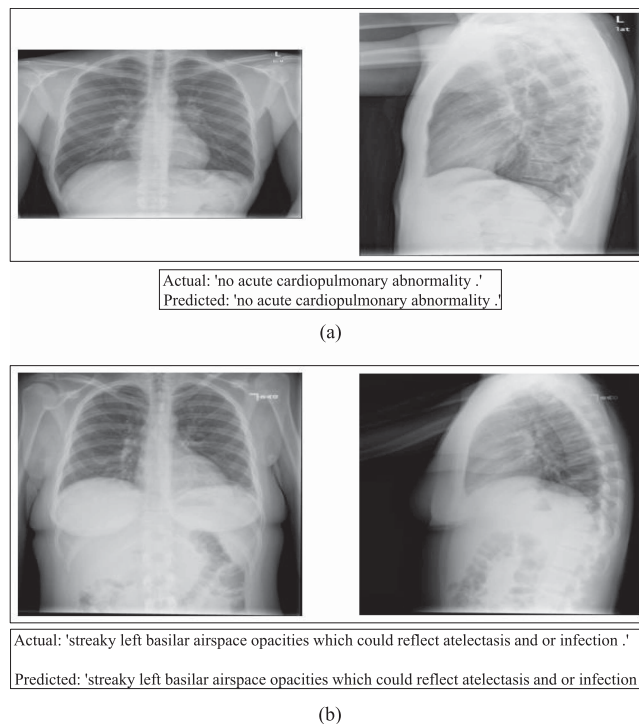 L
L
lat
Actual: 'no acute cardiopulmonary abnormality .'
Predicted: 'no acute cardiopulmonary abnormality .'
(a)
Actual: 'streaky left basilar airspace opacities which could reflect atelectasis and or infection .'
Predicted: 'streaky left basilar airspace opacities which could reflect atelectasis and or infection
(b)